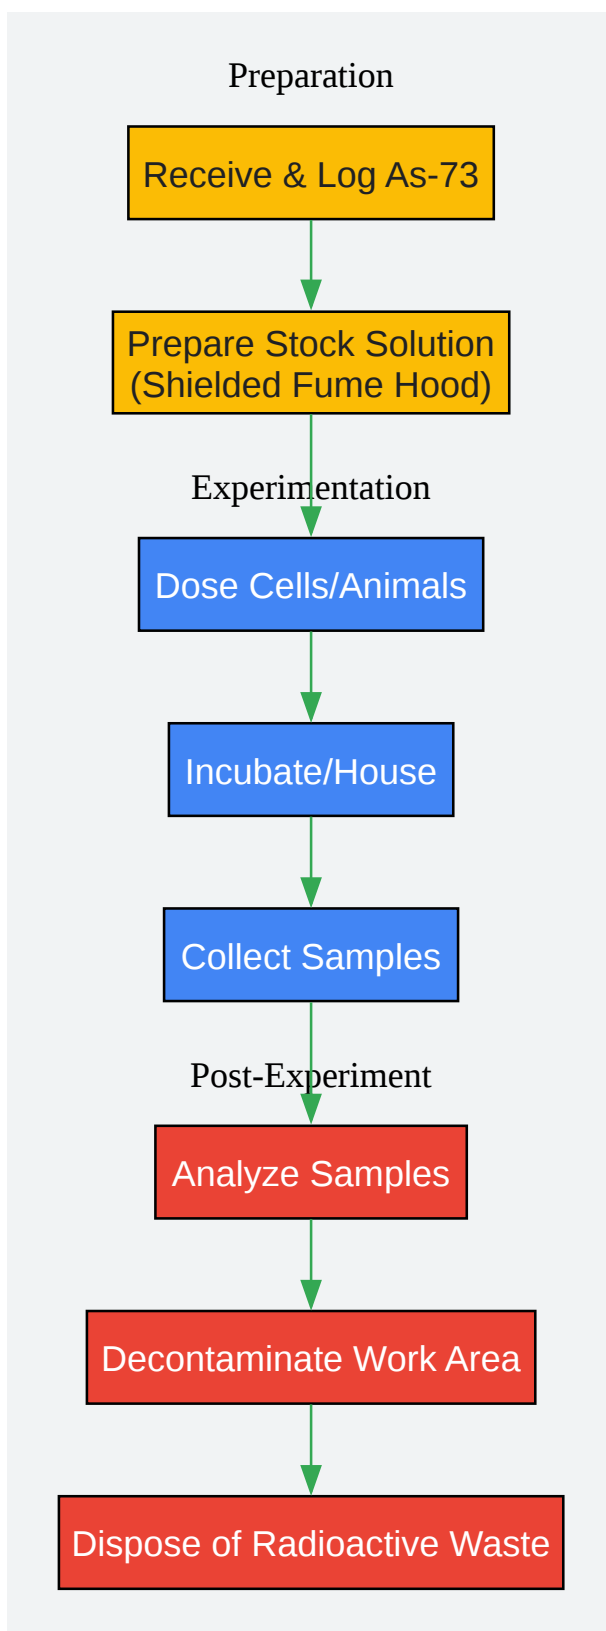 Preparation
Receive & Log As-73
Prepare Stock Solution
(Shielded Fume Hood)
Experimentation
Dose Cells/Animals
Incubate/House
Collect Samples
Post-Experiment
Analyze Samples
Decontaminate Work Area
Dispose of Radioactive Waste